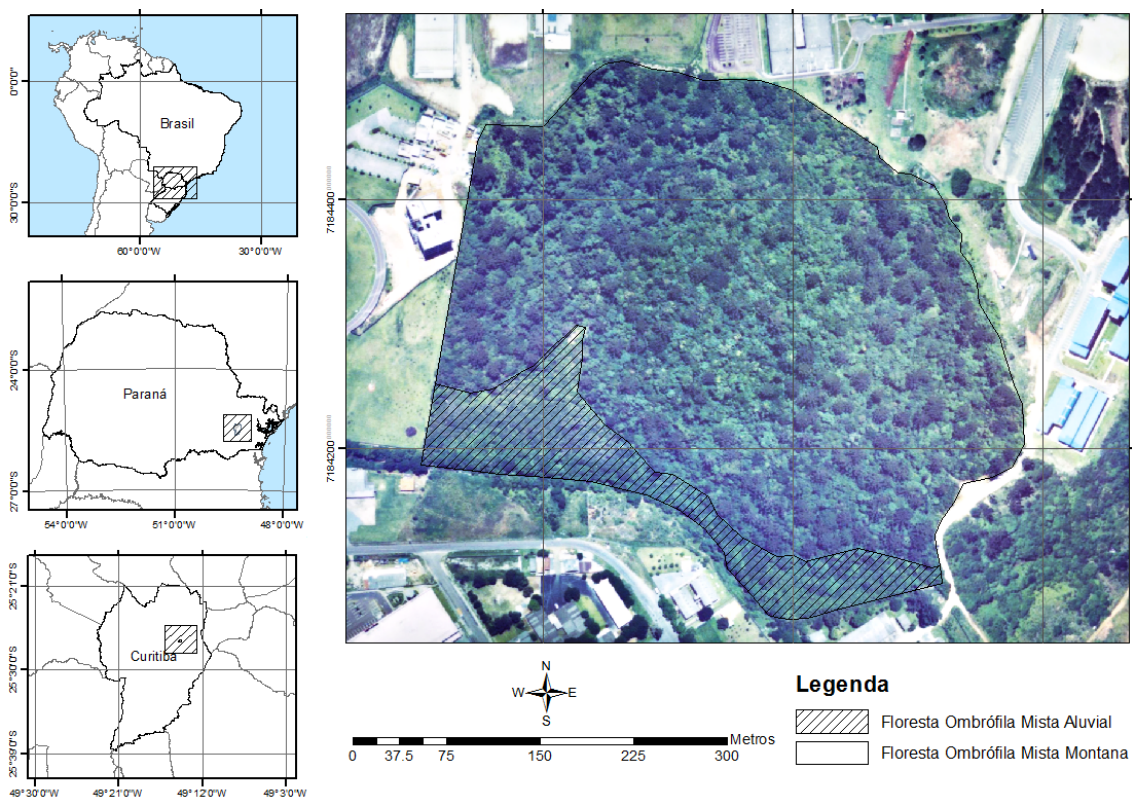 0°0'0"
30°0'0"S
Brasil
60°0'0"W
30°0'0"W
24°0'0"S
27°0'0"S
Paraná
54°0'0"W
51°0'0"W
48°0'0"W
25°21'0"S
25°30'0"S
25°39'0"S
Curitiba
49°30'0"W
49°21'0"W
49°12'0"W
49°3'0"W
7184400
7184200
N
W
E
S
Metros
0
37.5
75
150
225
300
Legenda
Floresta Ombrófila Mista Aluvial
Floresta Ombrófila Mista Montana